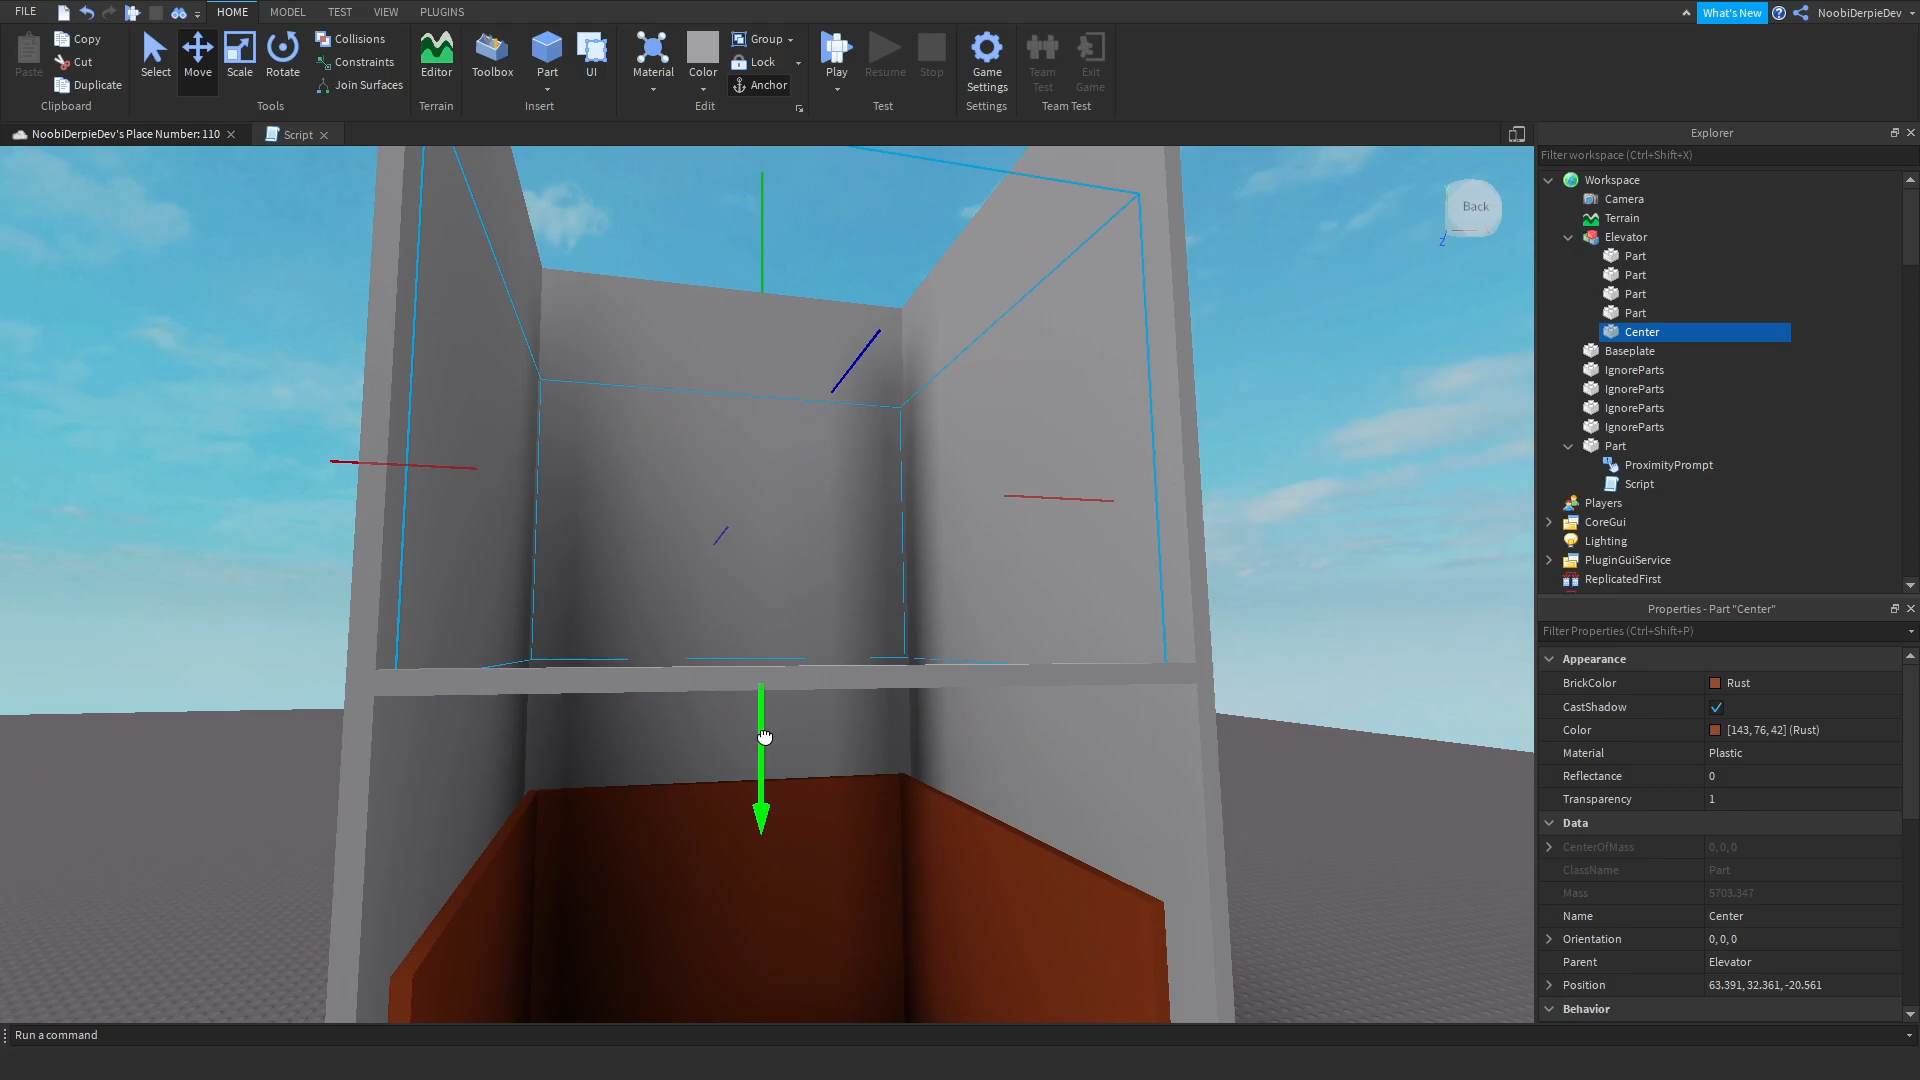 FILE HOME MODEL TEST VIEW PLUGINS What's New NoobiDerpieDev
Paste Copy Cut Duplicate Clipboard
Select Move Scale Rotate Collisions Constraints Join Surfaces Tools
Editor Terrain
Toolbox Part UI Insert
Material Color Group Lock Anchor Edit
Play Resume Stop Test
Game Settings Settings
Team Test Exit Game Team Test
NoobiDerpieDev's Place Number: 110 Script
Back
Z
Explorer
Filter workspace (Ctrl+Shift+X)
Workspace
Camera
Terrain
Elevator
Part
Part
Part
Part
Center
Baseplate
IgnoreParts
IgnoreParts
IgnoreParts
IgnoreParts
Part
ProximityPrompt
Script
Players
CoreGui
Lighting
PluginGuiService
ReplicatedFirst
Properties - Part "Center"
Filter Properties (Ctrl+Shift+P)
Appearance
BrickColor Rust
CastShadow
Color [143, 76, 42] (Rust)
Material Plastic
Reflectance 0
Transparency 1
Data
CenterOfMass 0, 0, 0
ClassName Part
Mass 5703.347
Name Center
Orientation 0, 0, 0
Parent Elevator
Position 63.391, 32.361, -20.561
Behavior
Run a command